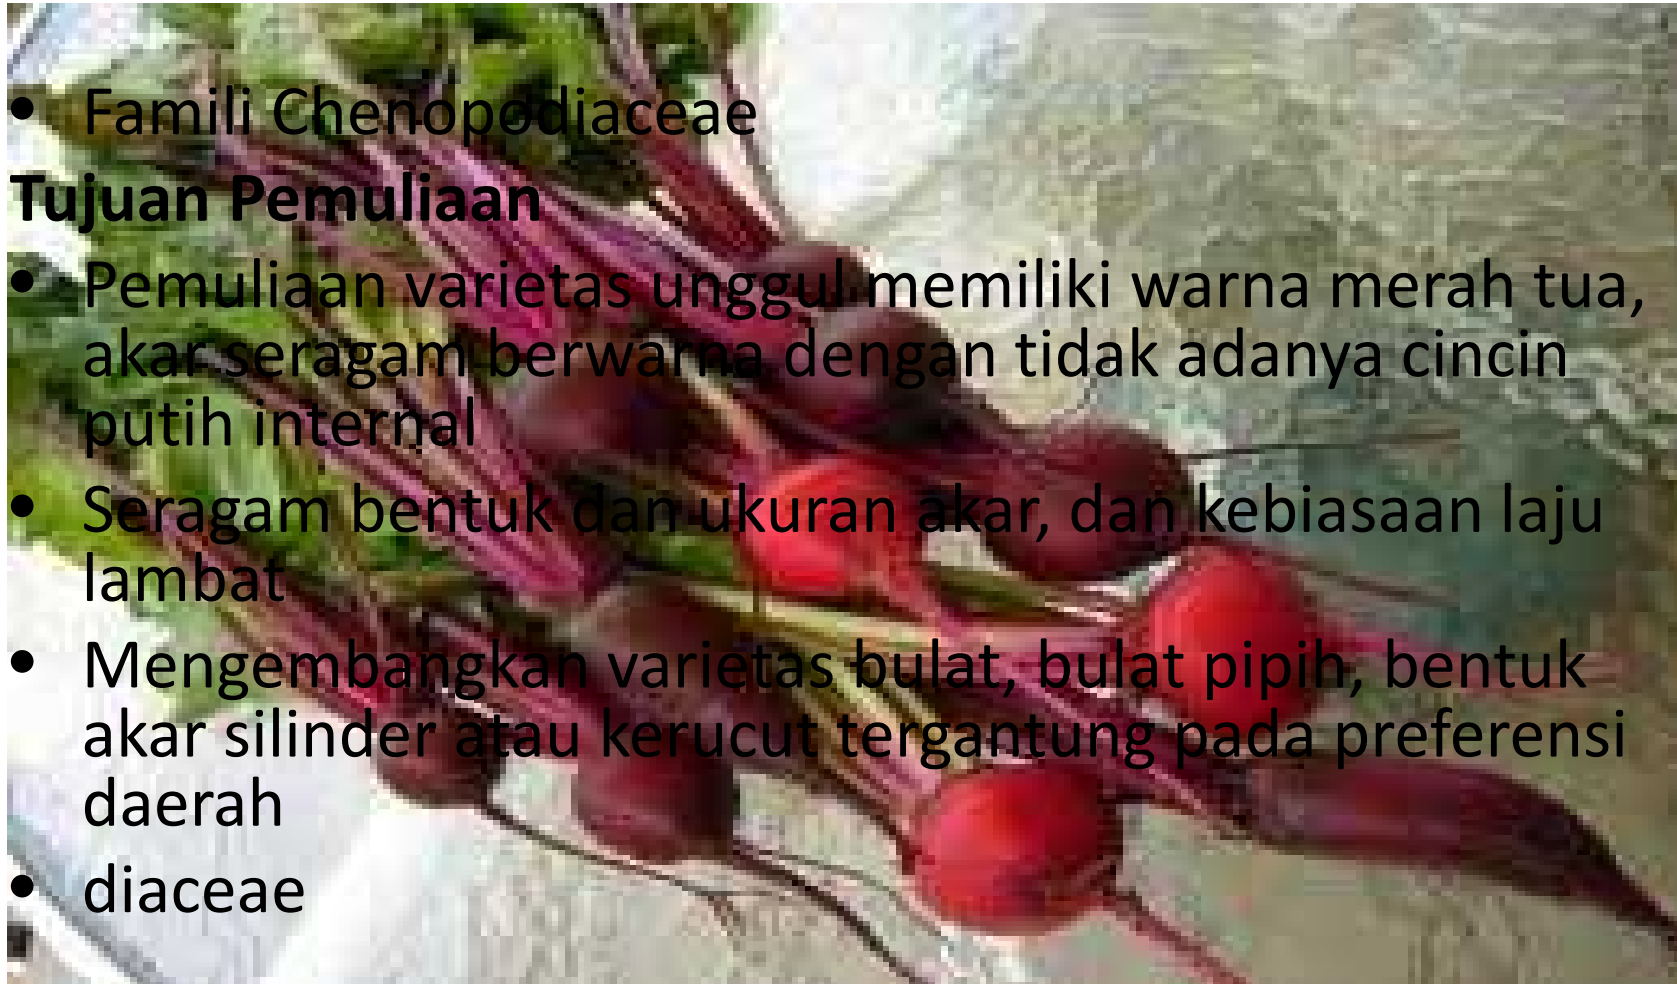 • Famili Chenopodiaceae
Tujuan Pemuliaan
• Pemuliaan varietas unggul memiliki warna merah tua,
akar seragam berwarna dengan tidak adanya cincin
putih internal
• Seragam bentuk dan ukuran akar, dan kebiasaan laju
lambat
• Mengembangkan varietas bulat, bulat pipih, bentuk
akar silinder atau kerucut tergantung pada preferensi
daerah
• diaceae